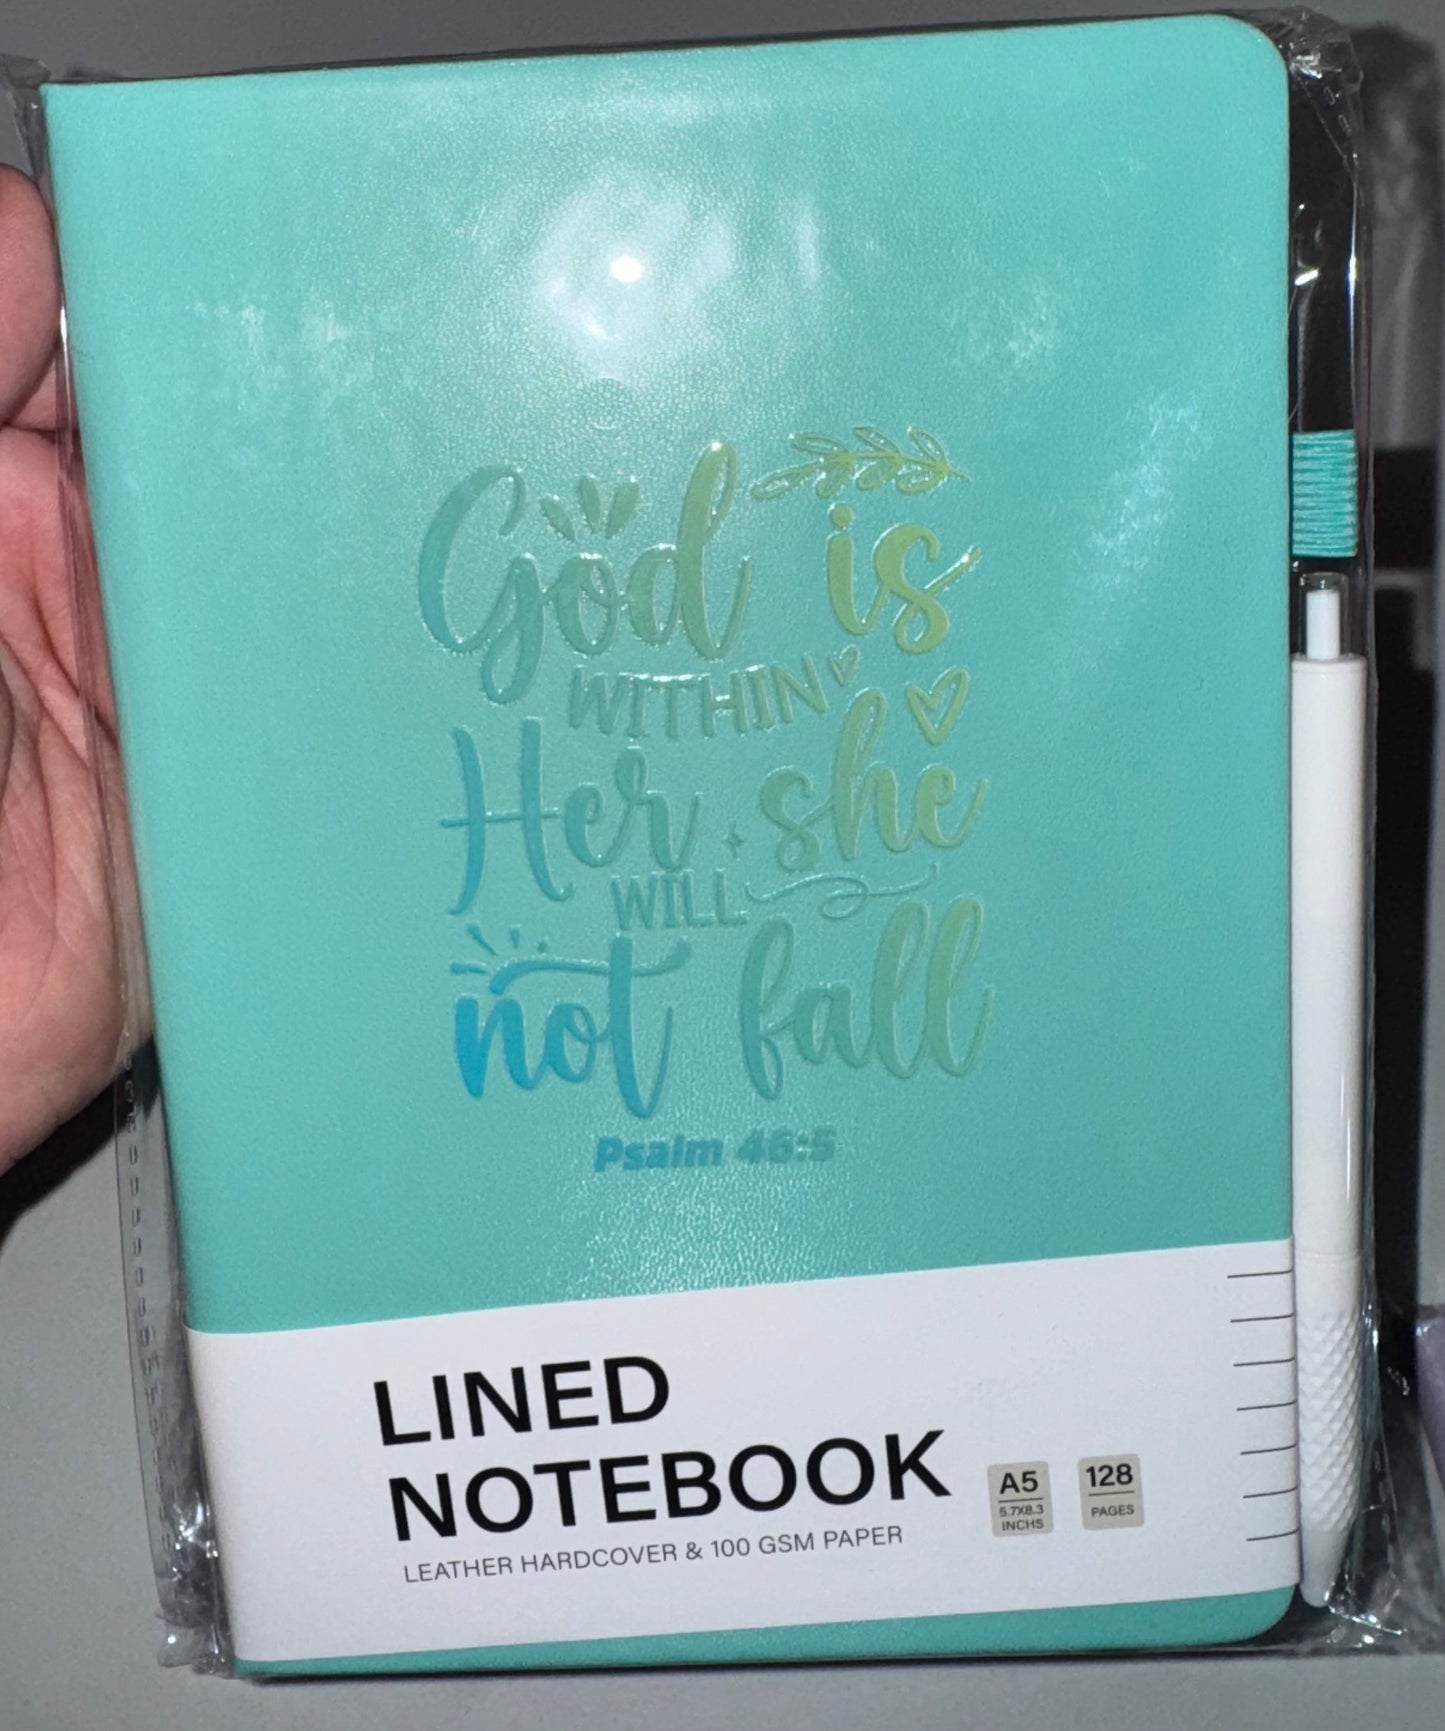 God is
WITHIN
Her she
WILL
not fall
Psalm 46:5
LINED
NOTEBOOK
LEATHER HARDCOVER & 100 GSM PAPER
A5
5.7X8.3
INCHS
128
PAGES